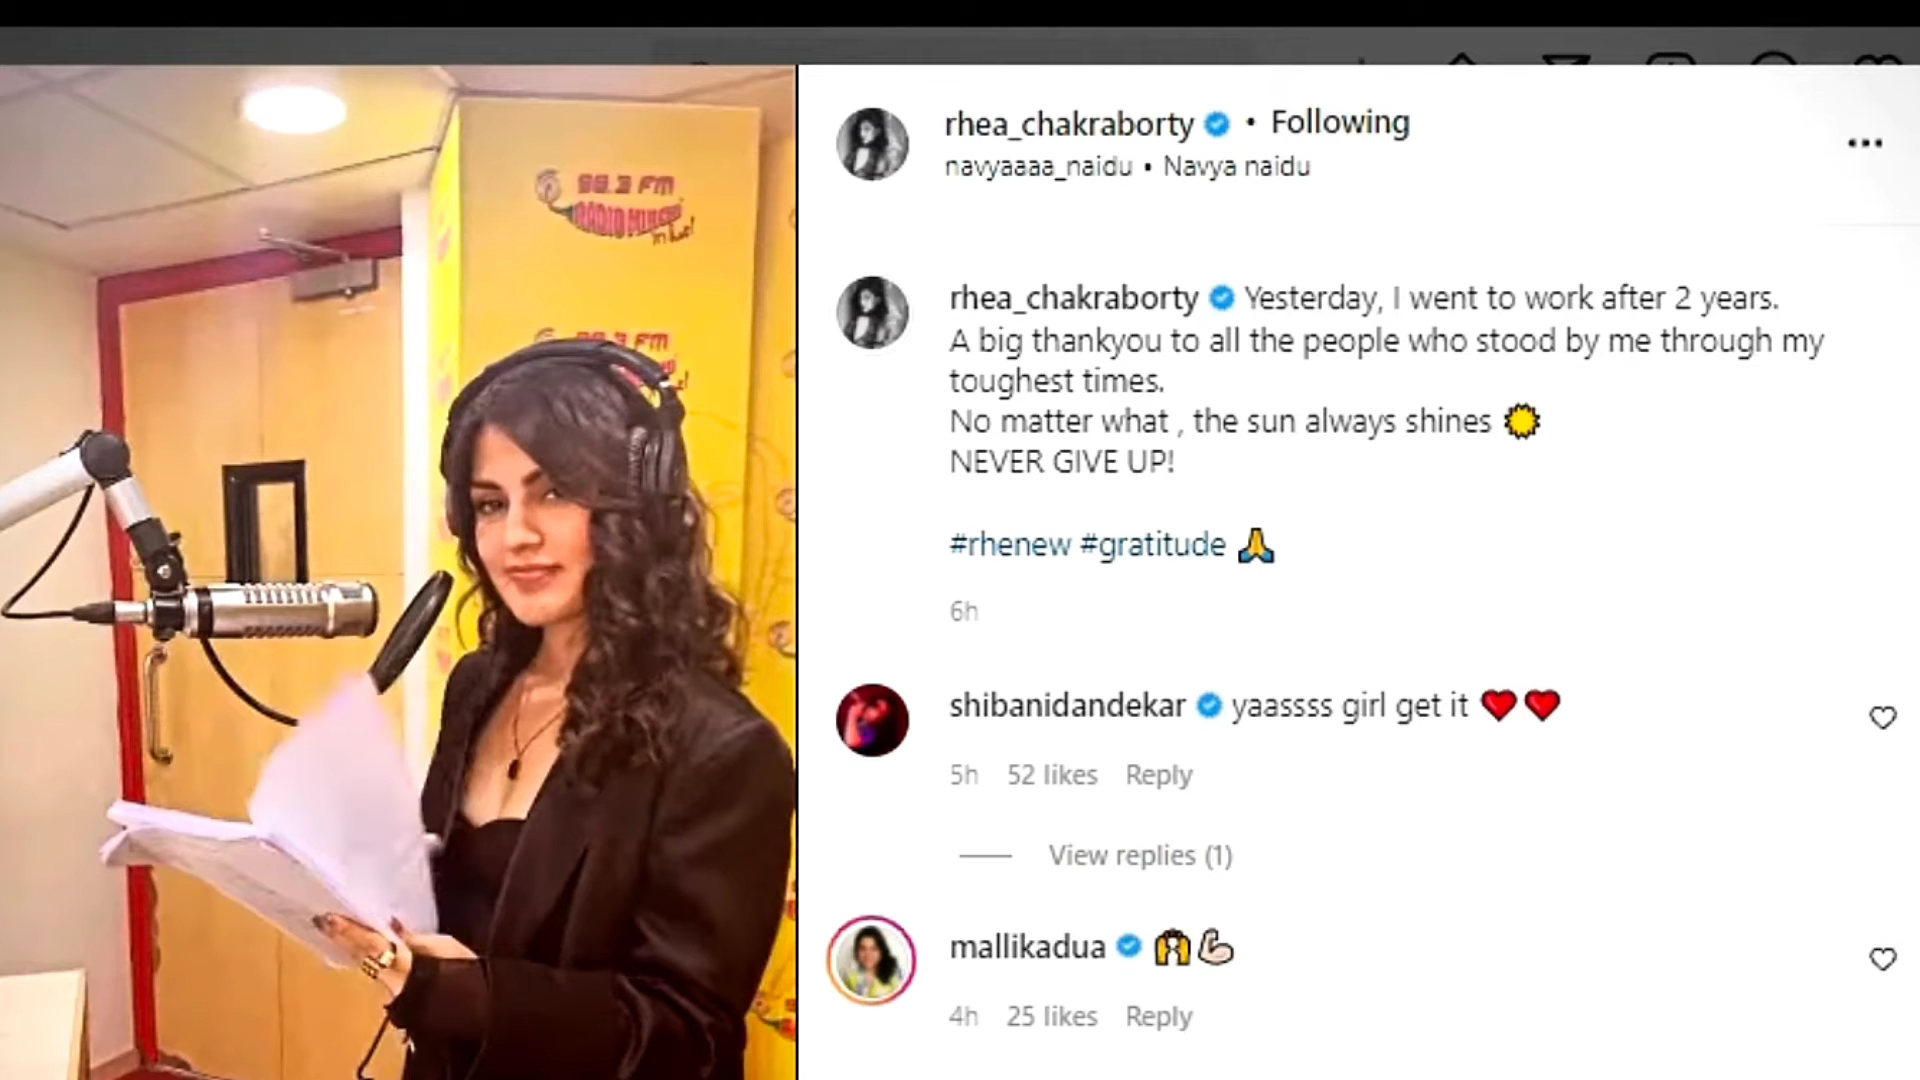 98.3 FM
RADIO MIRCHI
98.3 FM
rhea_chakraborty • Following
navyaaaa_naidu • Navya naidu
rhea_chakraborty Yesterday, I went to work after 2 years.
A big thankyou to all the people who stood by me through my
toughest times.
No matter what , the sun always shines
NEVER GIVE UP!
#rhenew #gratitude
6h
shibanidandekar yaassss girl get it
5h 52 likes Reply
View replies (1)
mallikadua
4h 25 likes Reply